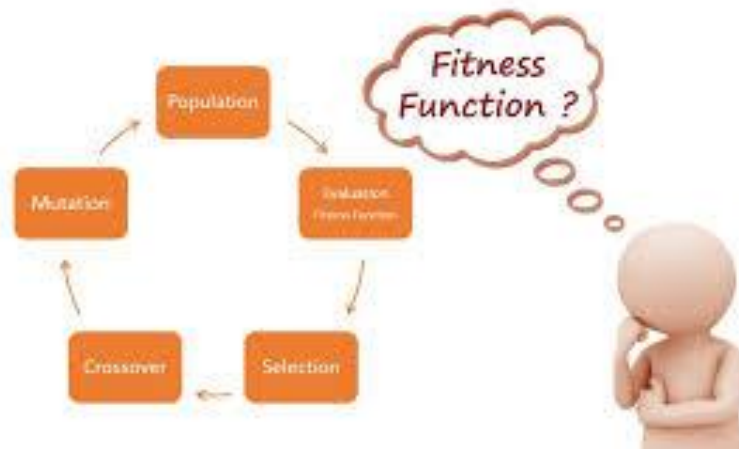 Fitness
Function ?
Population
Evaluation
Fitness Function
Mutation
Crossover
Selection